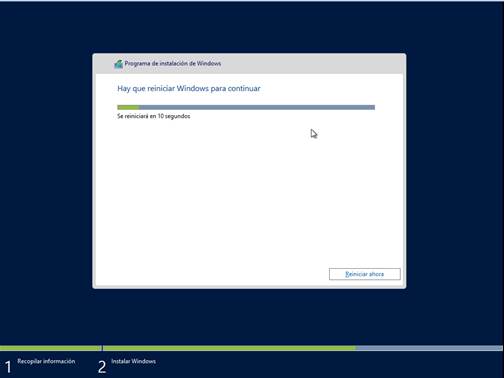 Programa de instalación de Windows
Hay que reiniciar Windows para continuar
Se reiniciará en 10 segundos
Reiniciar ahora
1 Recopilar información
2 Instalar Windows